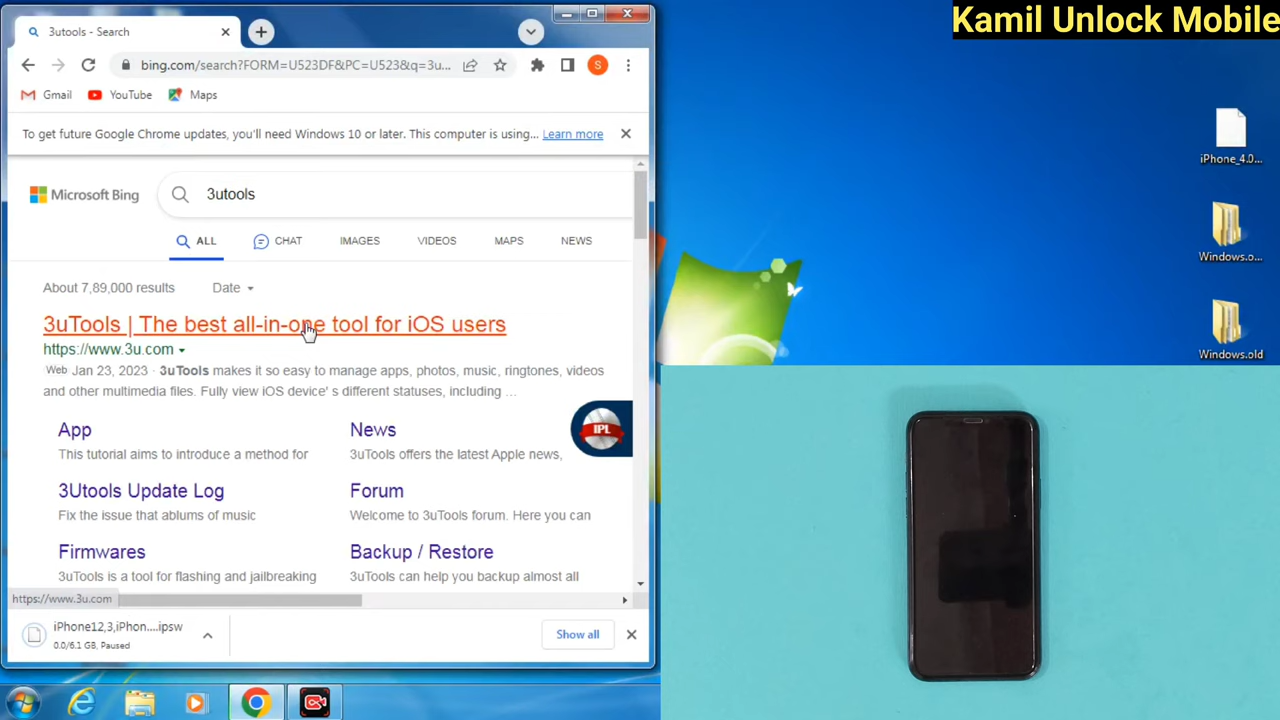 Kamil Unlock Mobile
3utools - Search
bing.com/search?FORM=U523DF&PC=U523&q=3u...
S
Gmail
YouTube
Maps
To get future Google Chrome updates, you'll need Windows 10 or later. This computer is using... Learn more
Microsoft Bing
3utools
ALL
CHAT
IMAGES
VIDEOS
MAPS
NEWS
About 7,89,000 results
Date
3uTools | The best all-in-one tool for iOS users
https://www.3u.com
Web Jan 23, 2023 · 3uTools makes it so easy to manage apps, photos, music, ringtones, videos
and other multimedia files. Fully view iOS device' s different statuses, including ...
IPL
App
This tutorial aims to introduce a method for
News
3uTools offers the latest Apple news,
3Utools Update Log
Fix the issue that ablums of music
Forum
Welcome to 3uTools forum. Here you can
Firmwares
3uTools is a tool for flashing and jailbreaking
Backup / Restore
3uTools can help you backup almost all
https://www.3u.com
iPhone12,3,iPhon....ipsw
0.0/6.1 GB, Paused
Show all
iPhone_4.0...
Windows.o...
Windows.old